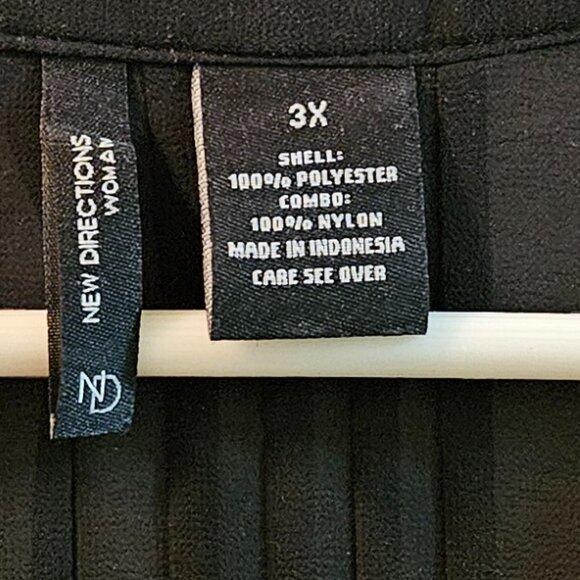 NEW DIRECTIONS
WOMAN
ND
3X
SHELL:
100% POLYESTER
COMBO:
100% NYLON
MADE IN INDONESIA
CARE SEE OVER